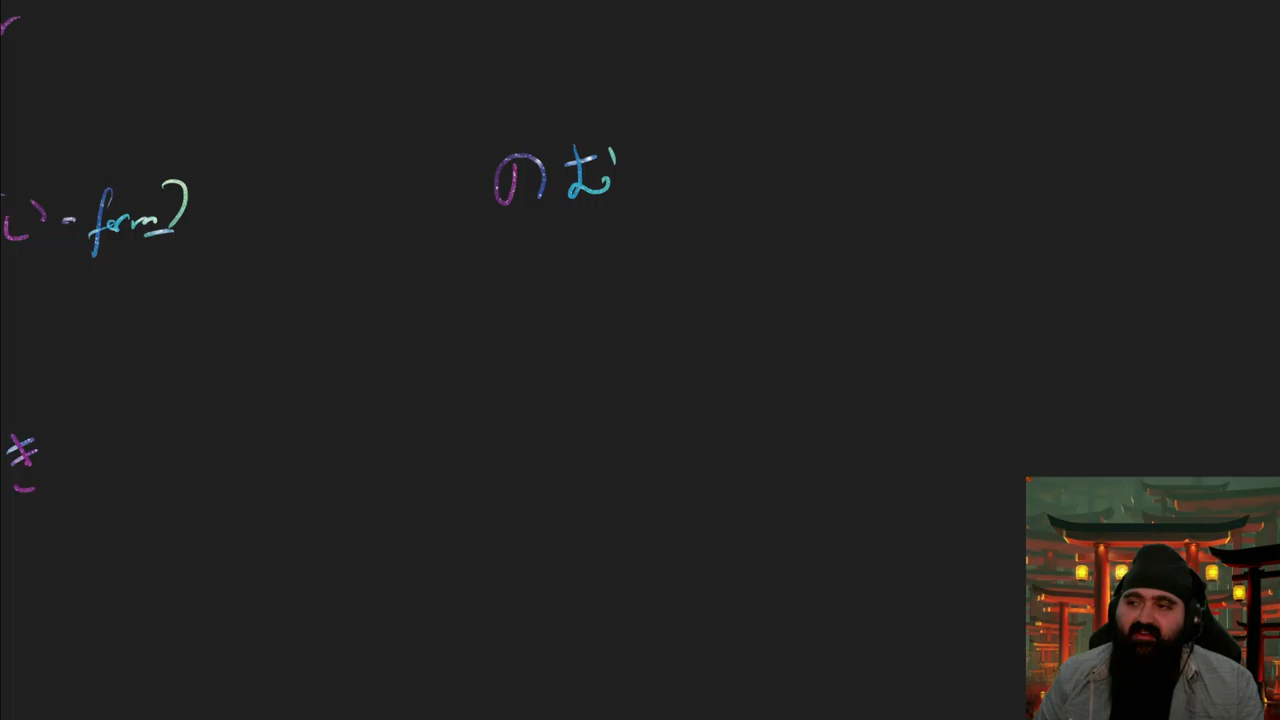 い - form)
のむ
き